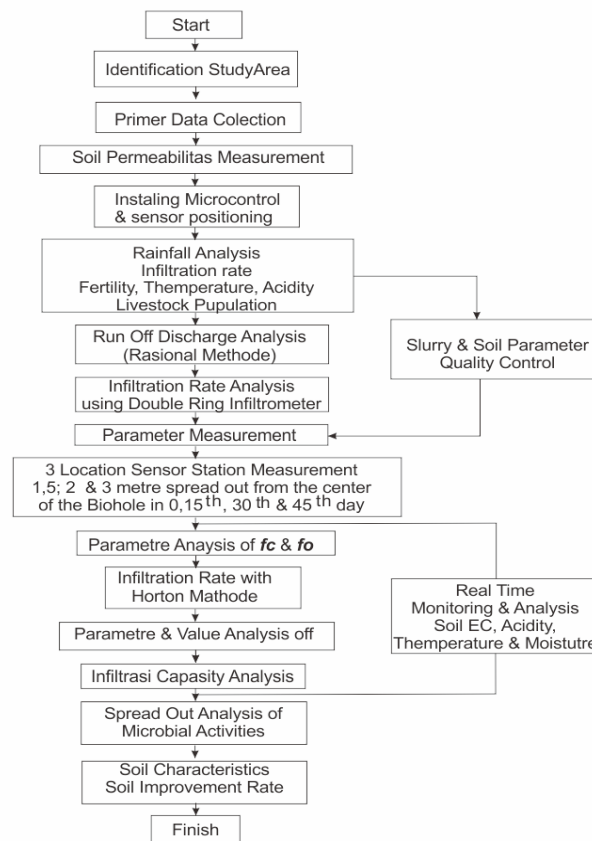 Start
Identification StudyArea
Primer Data Colection
Soil Permeabilitas Measurement
Instaling Microcontrol
& sensor positioning
Rainfall Analysis
Infiltration rate
Fertility, Themperature, Acidity
Livestock Pupulation
Run Off Discharge Analysis
(Rasional Methode)
Slurry & Soil Parameter
Quality Control
Infiltration Rate Analysis
using Double Ring Infiltrometer
Parameter Measurement
3 Location Sensor Station Measurement
1,5; 2 & 3 metre spread out from the center
of the Biohole in 0,15th, 30th & 45th day
Parametre Anaysis of fc & fo
Infiltration Rate with
Horton Mathode
Real Time
Monitoring & Analysis
Soil EC, Acidity,
Themperature & Moistutre
Parametre & Value Analysis off
Infiltrasi Capasity Analysis
Spread Out Analysis of
Microbial Activities
Soil Characteristics
Soil Improvement Rate
Finish